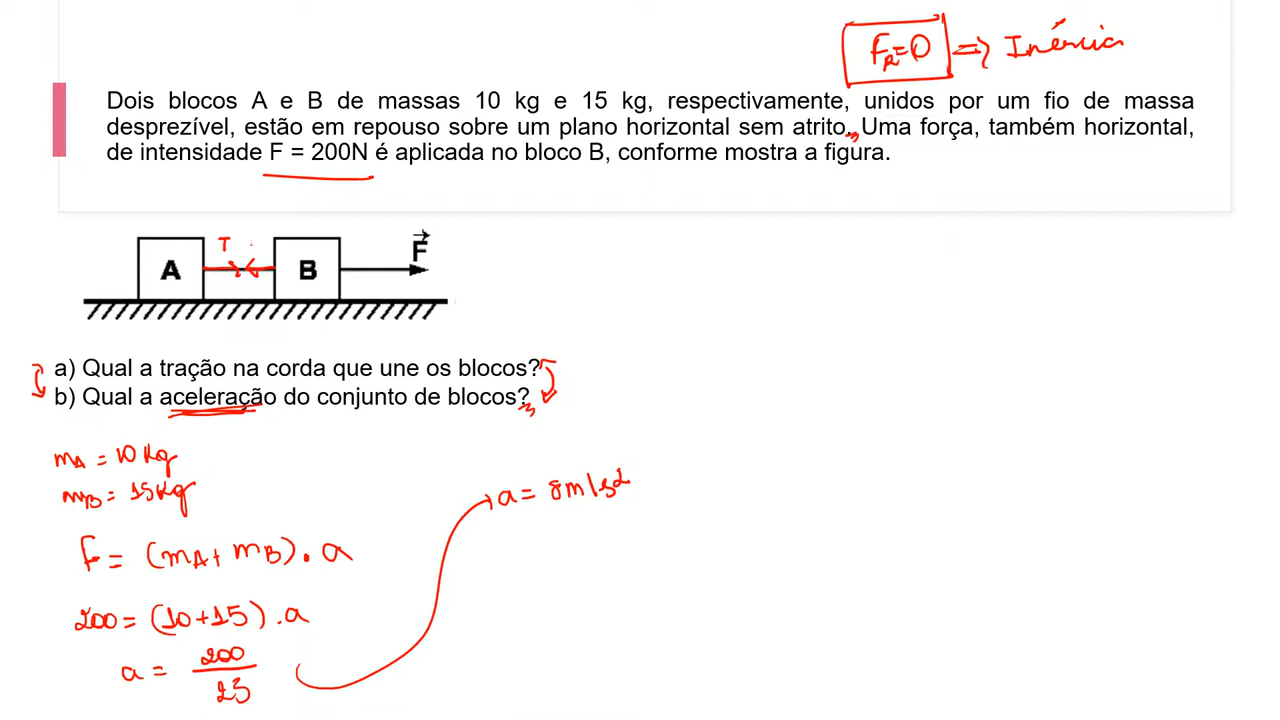 F_R=0 => Inércia
Dois blocos A e B de massas 10 kg e 15 kg, respectivamente, unidos por um fio de massa
desprezível, estão em repouso sobre um plano horizontal sem atrito. Uma força, também horizontal,
de intensidade F = 200N é aplicada no bloco B, conforme mostra a figura.
T
A B F
a) Qual a tração na corda que une os blocos?
b) Qual a aceleração do conjunto de blocos?
m_A = 10 Kg
m_B = 15 Kg
a = 8m/s²
F = (m_A + m_B) . a
200 = (10+15) . a
a = 200
25